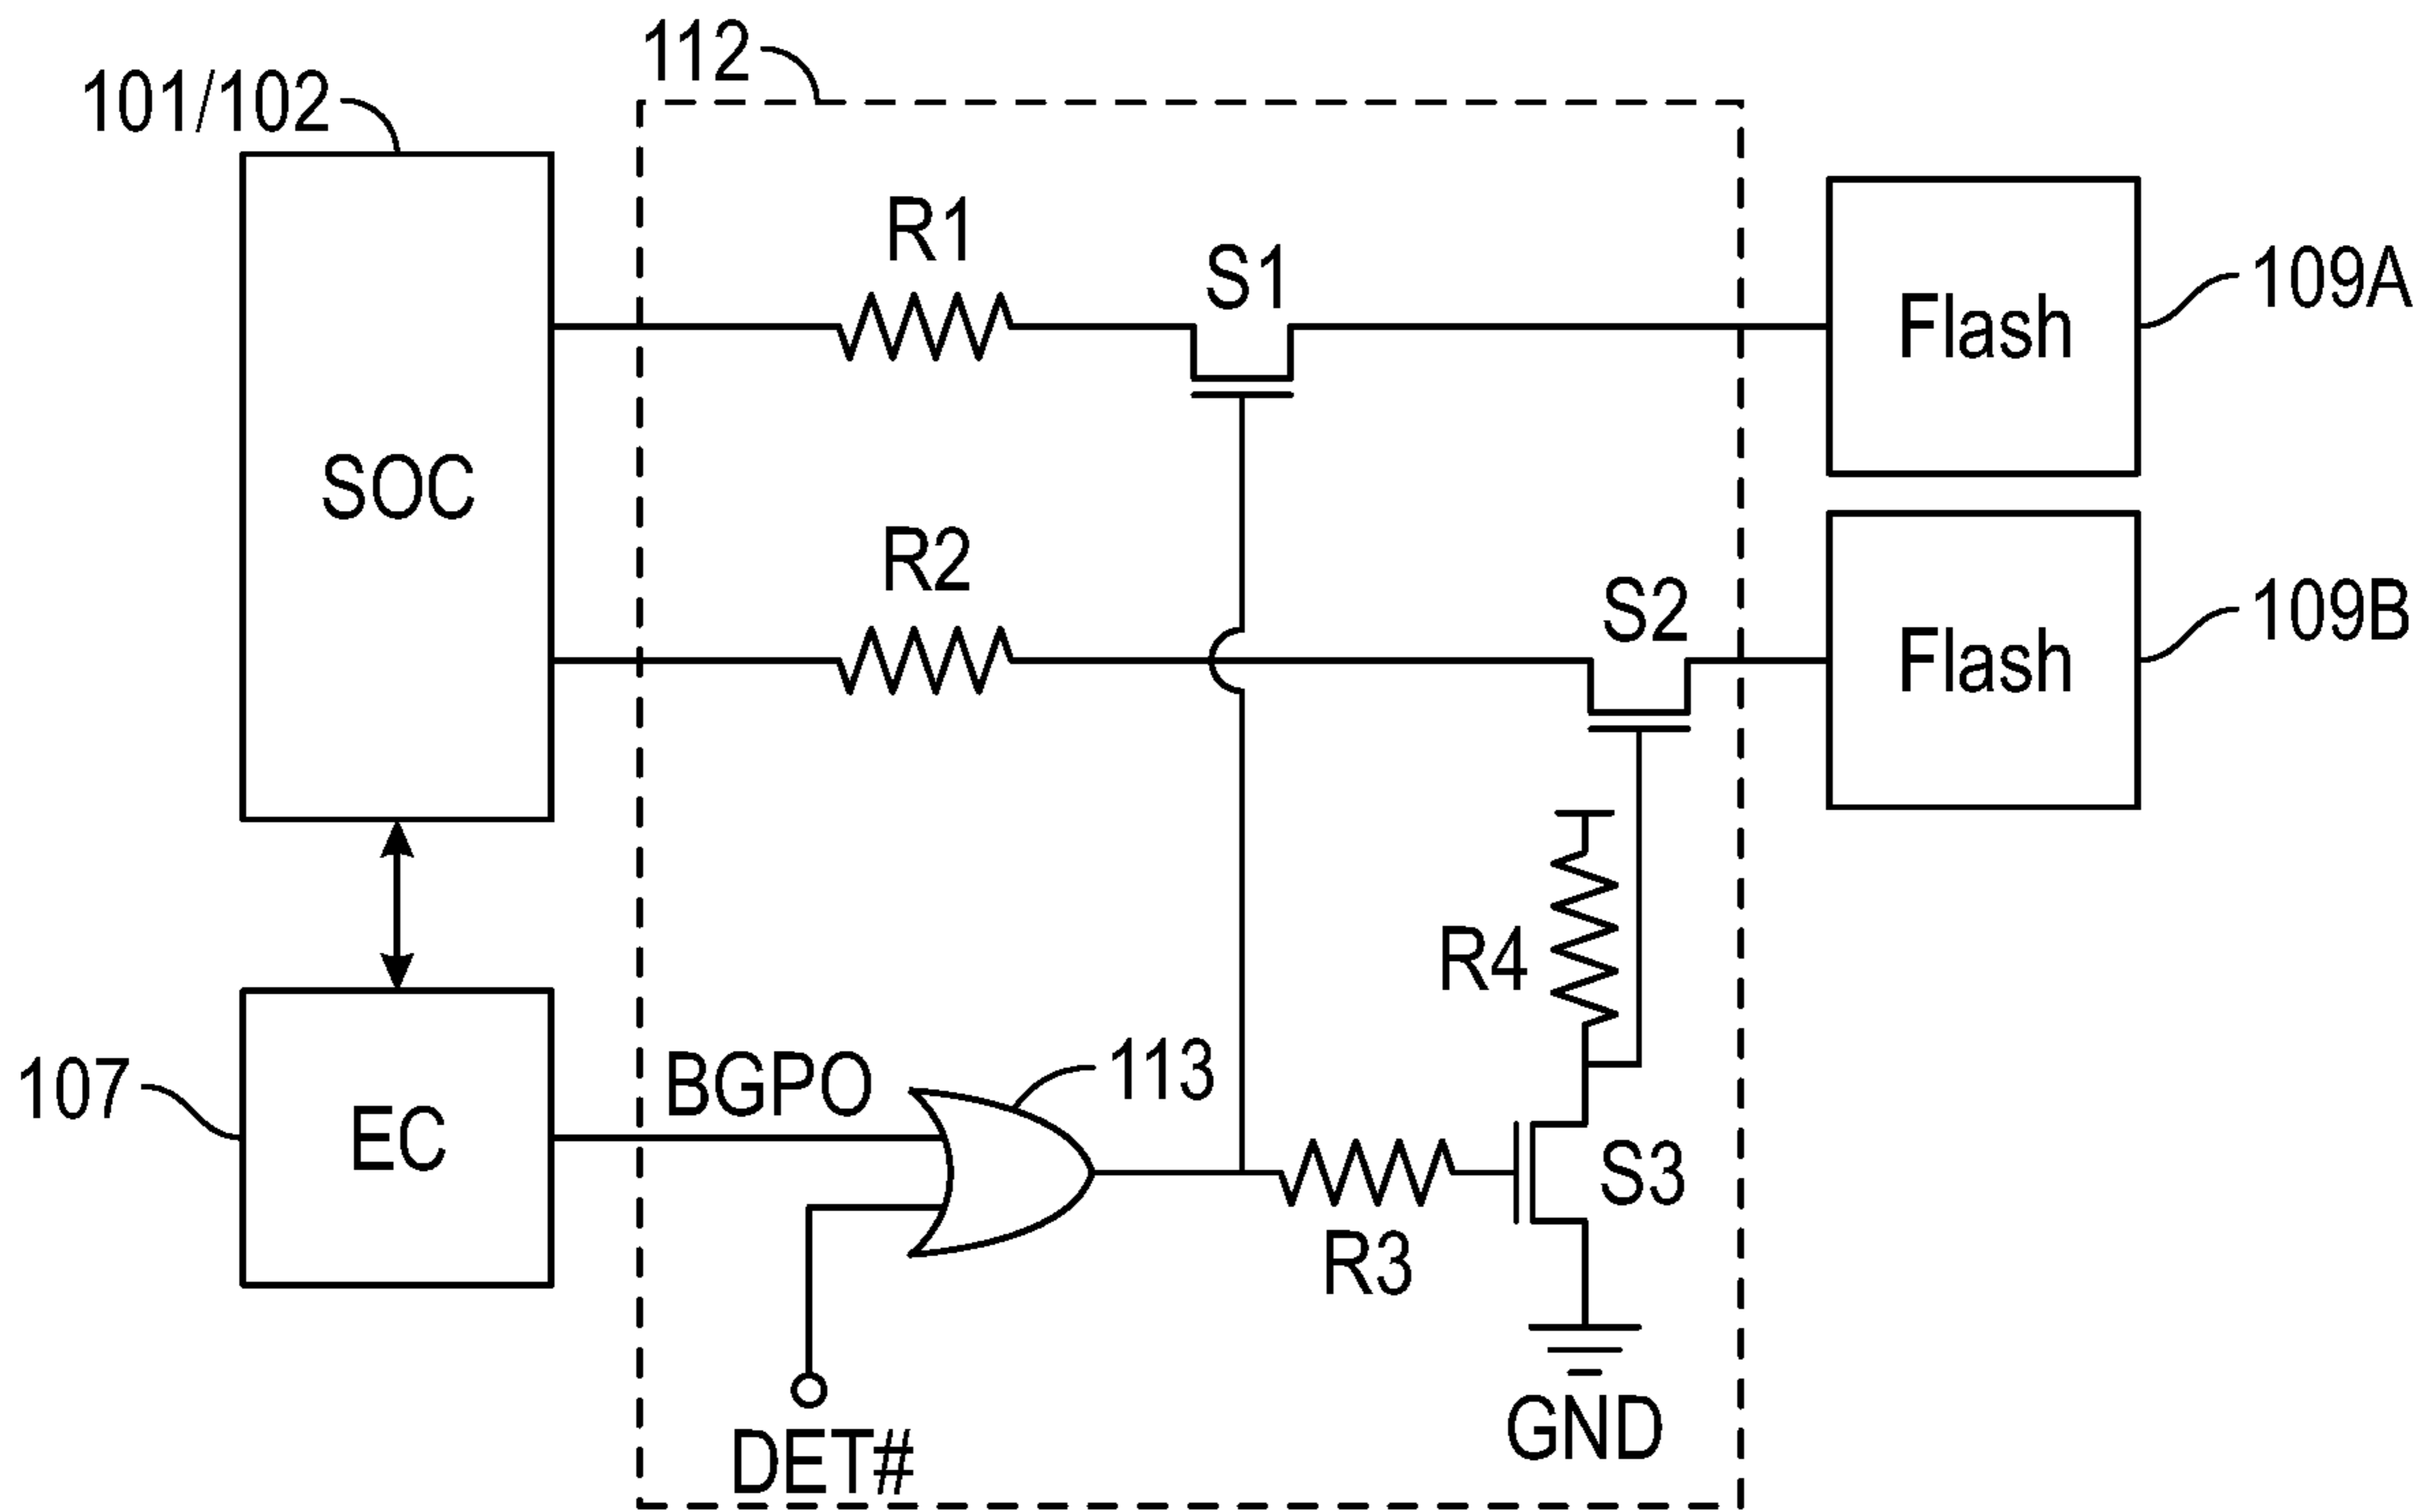 112
101/102
R1
S1
Flash
109A
SOC
R2
S2
Flash
109B
R4
107
EC
BGPO
113
S3
R3
DET#
GND